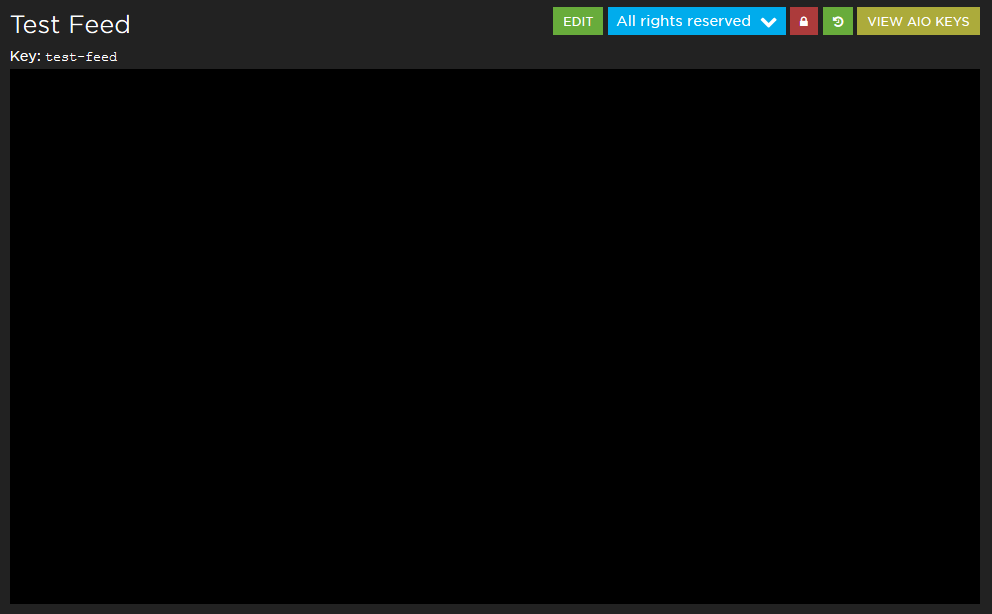 Test Feed
EDIT
All rights reserved
VIEW AIO KEYS
Key: test-feed